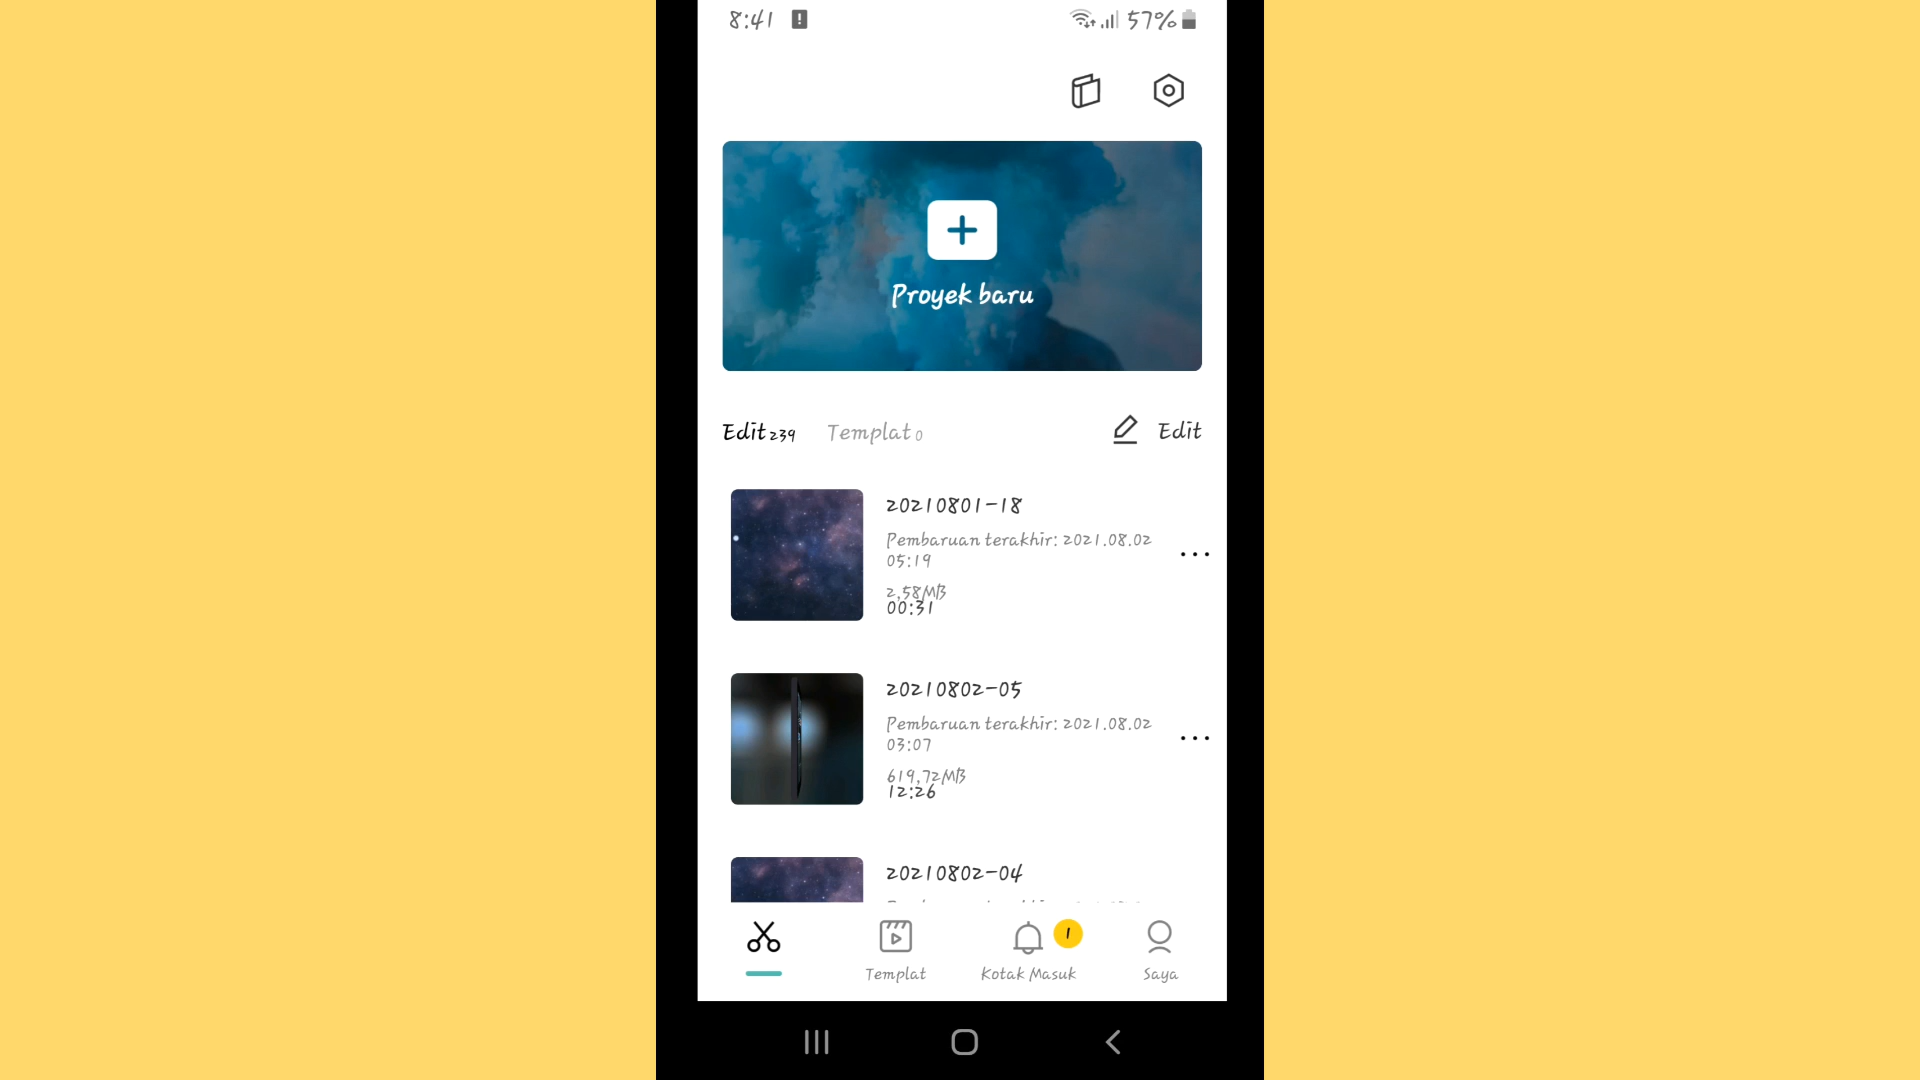 8:41
57%
Proyek baru
Edit 239
Templat 0
Edit
20210801-18
Pembaruan terakhir: 2021.08.02
05:19
2,58MB
00:31
20210802-05
Pembaruan terakhir: 2021.08.02
03:07
619,72MB
12:26
20210802-04
1
Templat
Kotak Masuk
Saya